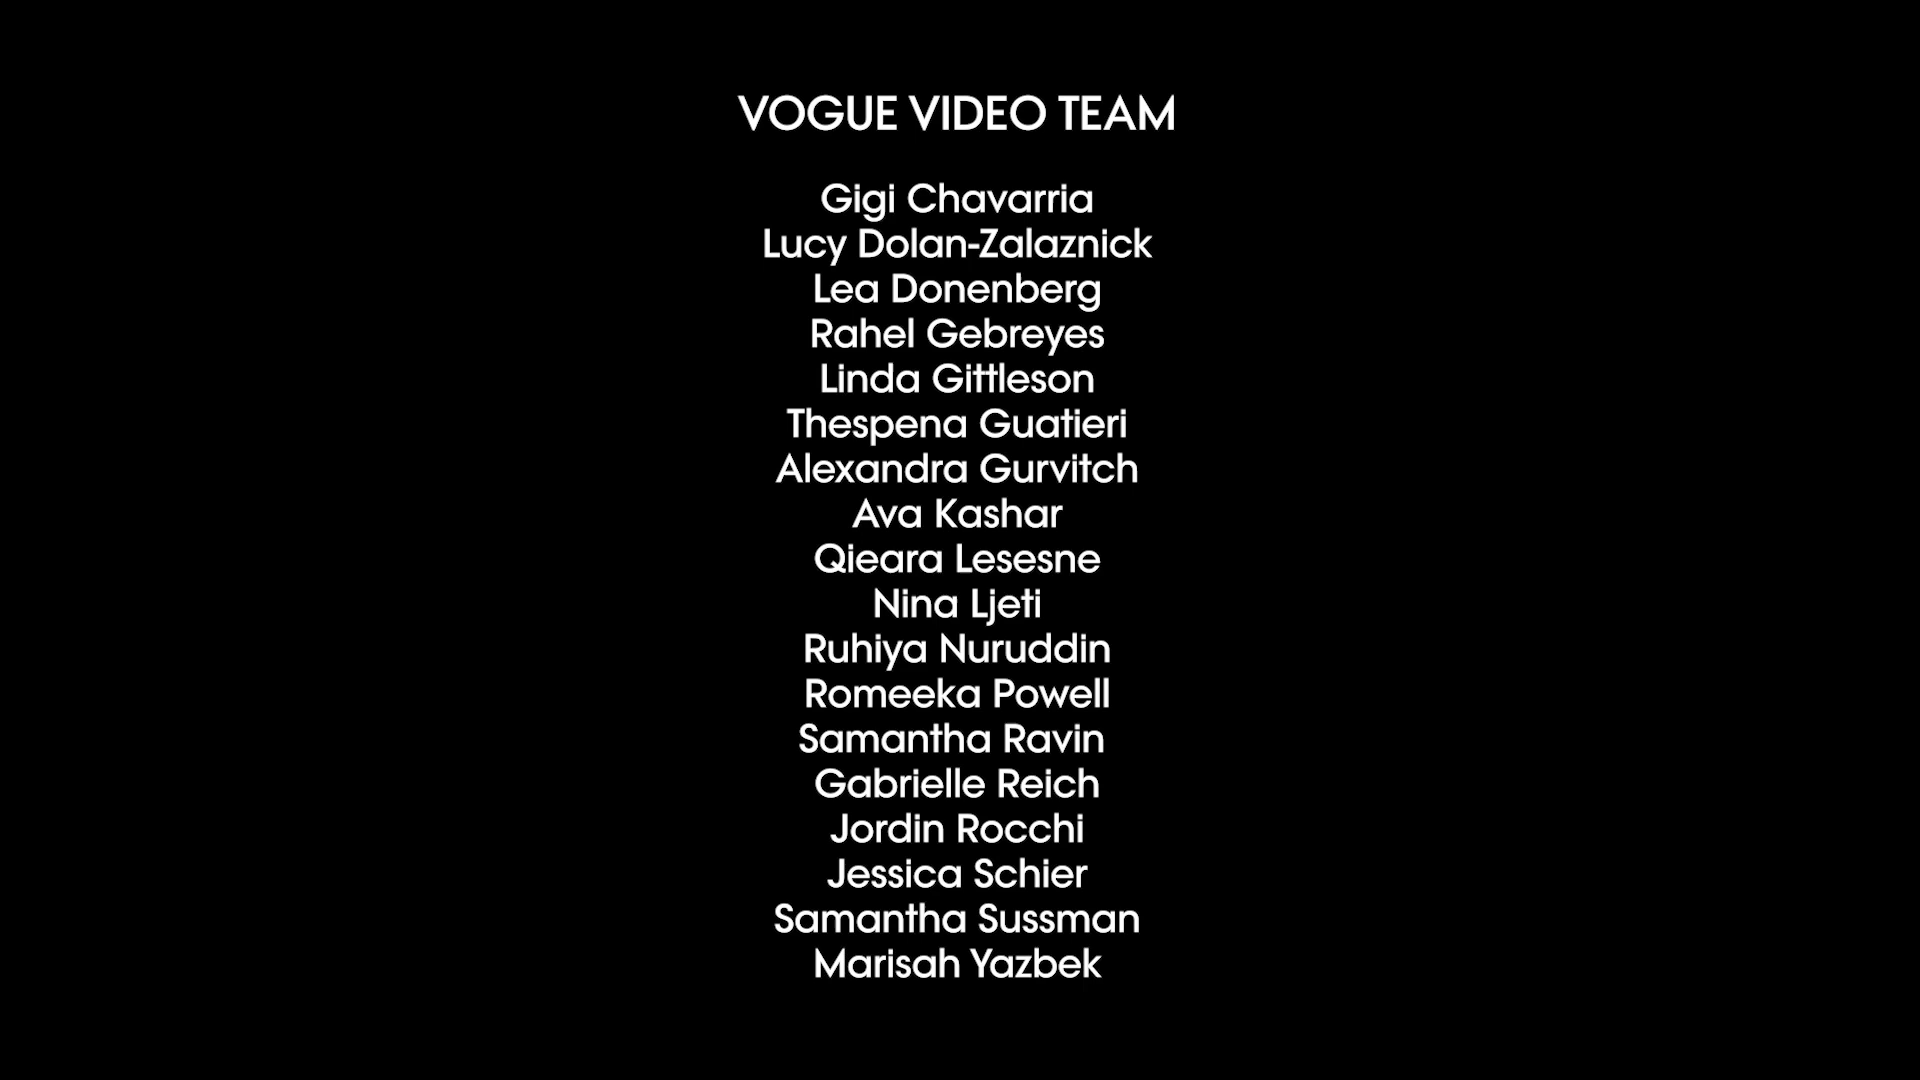 VOGUE VIDEO TEAM
Gigi Chavarria
Lucy Dolan-Zalaznick
Lea Donenberg
Rahel Gebreyes
Linda Gittleson
Thespena Guatieri
Alexandra Gurvitch
Ava Kashar
Qieara Lesesne
Nina Ljeti
Ruhiya Nuruddin
Romeeka Powell
Samantha Ravin
Gabrielle Reich
Jordin Rocchi
Jessica Schier
Samantha Sussman
Marisah Yazbek